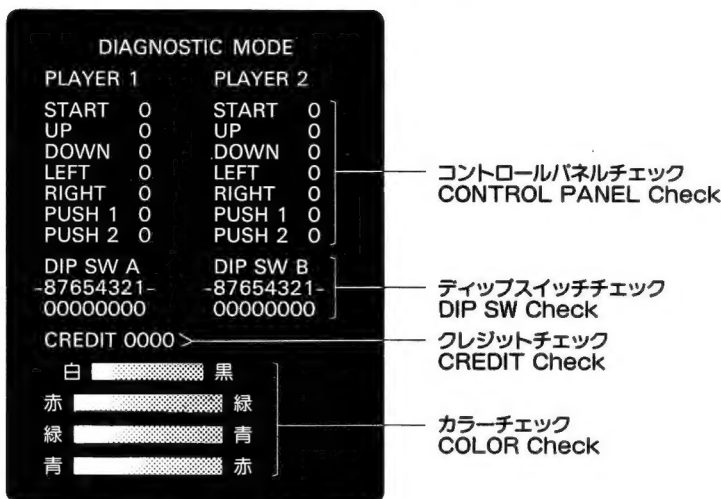 DIAGNOSTIC MODE
PLAYER 1 PLAYER 2
START 0 START 0
UP 0 UP 0
DOWN 0 DOWN 0
LEFT 0 LEFT 0
RIGHT 0 RIGHT 0
PUSH 1 0 PUSH 1 0
PUSH 2 0 PUSH 2 0
DIP SW A DIP SW B
-87654321- -87654321-
00000000 00000000
CREDIT 0000
白 黒
赤 緑
緑 青
青 赤
コントロールパネルチェック
CONTROL PANEL Check
ディップスイッチチェック
DIP SW Check
クレジットチェック
CREDIT Check
カラーチェック
COLOR Check